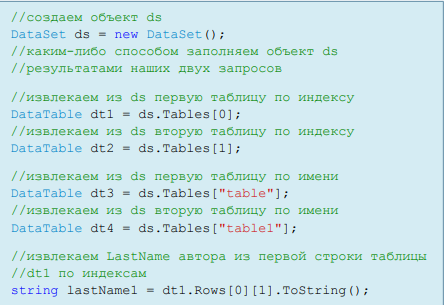 //создаем объект ds
DataSet ds = new DataSet();
//каким-либо способом заполняем объект ds
//результатами наших двух запросов
//извлекаем из ds первую таблицу по индексу
DataTable dt1 = ds.Tables[0];
//извлекаем из ds вторую таблицу по индексу
DataTable dt2 = ds.Tables[1];
//извлекаем из ds первую таблицу по имени
DataTable dt3 = ds.Tables["table"];
//извлекаем из ds вторую таблицу по имени
DataTable dt4 = ds.Tables["table1"];
//извлекаем LastName автора из первой строки таблицы
//dt1 по индексам
string lastName1 = dt1.Rows[0][1].ToString();